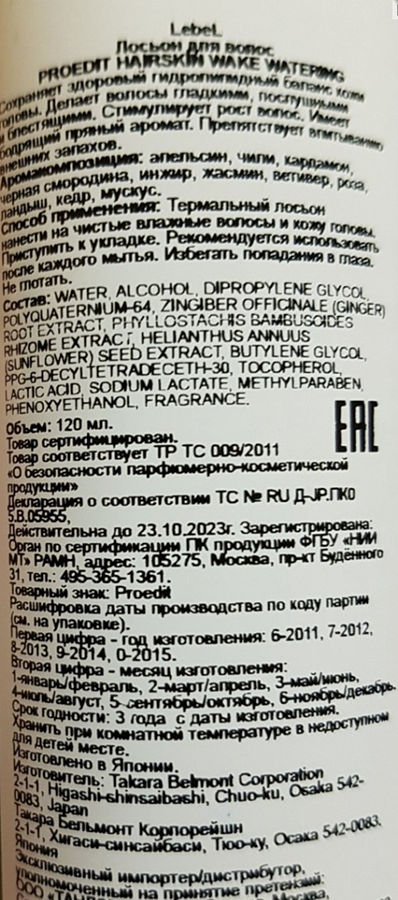 LebeL
Лосьон для волос
PROEDIT HAIRSKIN WAKE WATERING
Сохраняет здоровый гидролипидный баланс кожи
головы. Делает волосы гладкими, послушными
и блестящими. Стимулирует рост волос. Имеет
бодрящий пряный аромат. Препятствует впитыванию
внешних запахов.
Аромакомпозиция: апельсин, чили, кардамон,
черная смородина, инжир, жасмин, ветивер, роза,
ландыш, кедр, мускус.
Способ применения: Термальный лосьон
нанести на чистые влажные волосы и кожу головы.
Приступить к укладке. Рекомендуется использовать
после каждого мытья. Избегать попадания в глаза.
Не глотать.
Состав: WATER, ALCOHOL, DIPROPYLENE GLYCOL,
POLYQUATERNIUM-64, ZINGIBER OFFICINALE (GINGER)
ROOT EXTRACT, PHYLLOSTACHIS BAMBUSOIDES
RHIZOME EXTRACT, HELIANTHUS ANNUUS
(SUNFLOWER) SEED EXTRACT, BUTYLENE GLYCOL,
PPG-6-DECYLTETRADECETH-30, TOCOPHEROL,
LACTIC ACID, SODIUM LACTATE, METHYLPARABEN,
PHENOXYETHANOL, FRAGRANCE.
Объем: 120 мл.
Товар сертифицирован.
Товар соответствует ТР ТС 009/2011
«О безопасности парфюмерно-косметической
продукции»
EAC
Декларация о соответствии ТС № RU Д-JP.ПК0
5.В.05955,
Действительна до 23.10.2023г. Зарегистрирована:
Орган по сертификации ПК продукции ФГБУ «НИИ
МТ» РАМН, адрес: 105275, Москва, пр-кт Будённого
31, тел.: 495-365-1361.
Товарный знак: Proedit
Расшифровка даты производства по коду партии
(см. на упаковке).
Первая цифра - год изготовления: 6-2011, 7-2012,
8-2013, 9-2014, 0-2015.
Вторая цифра - месяц изготовления:
1-январь/февраль, 2-март/апрель, 3-май/июнь,
4-июль/август, 5-сентябрь/октябрь, 6-ноябрь/декабрь.
Срок годности: 3 года с даты изготовления.
Хранить при комнатной температуре в недоступном
для детей месте.
Изготовлено в Японии.
Изготовитель: Takara Belmont Corporation
2-1-1, Higashi-shinsaibashi, Chuo-ku, Osaka 542-
0083, Japan
Такара Бельмонт Корпорейшн
2-1-1, Хигаси-синсайбаси, Тюо-ку, Осака 542-0083,
Япония
Эксклюзивный импортер/дистрибутор,
уполномоченный на принятие претензий:
ООО Москва,